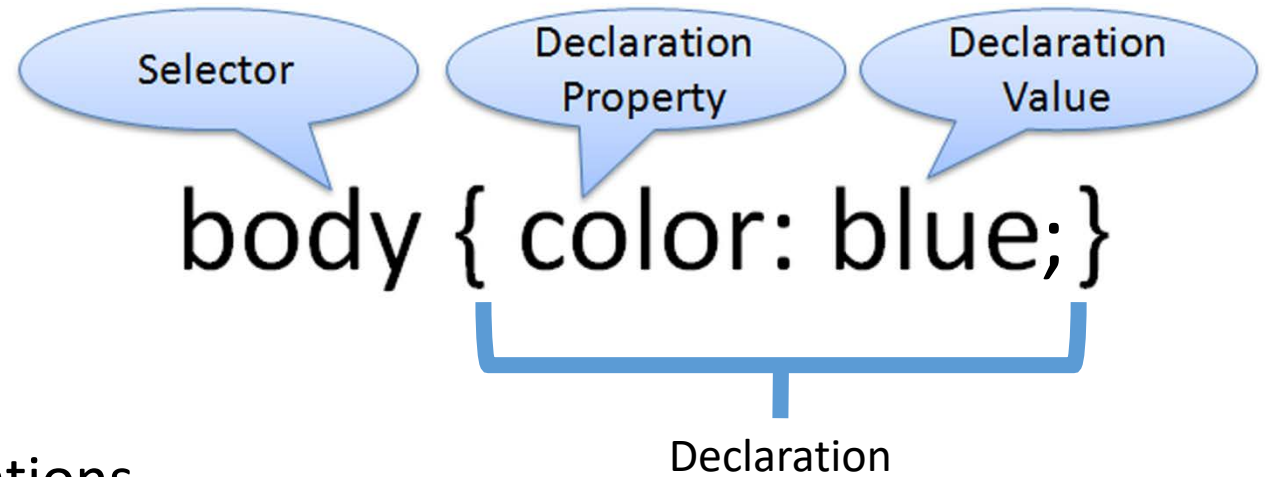 Selector
Declaration
Property
Declaration
Value
body { color: blue; }
Declaration